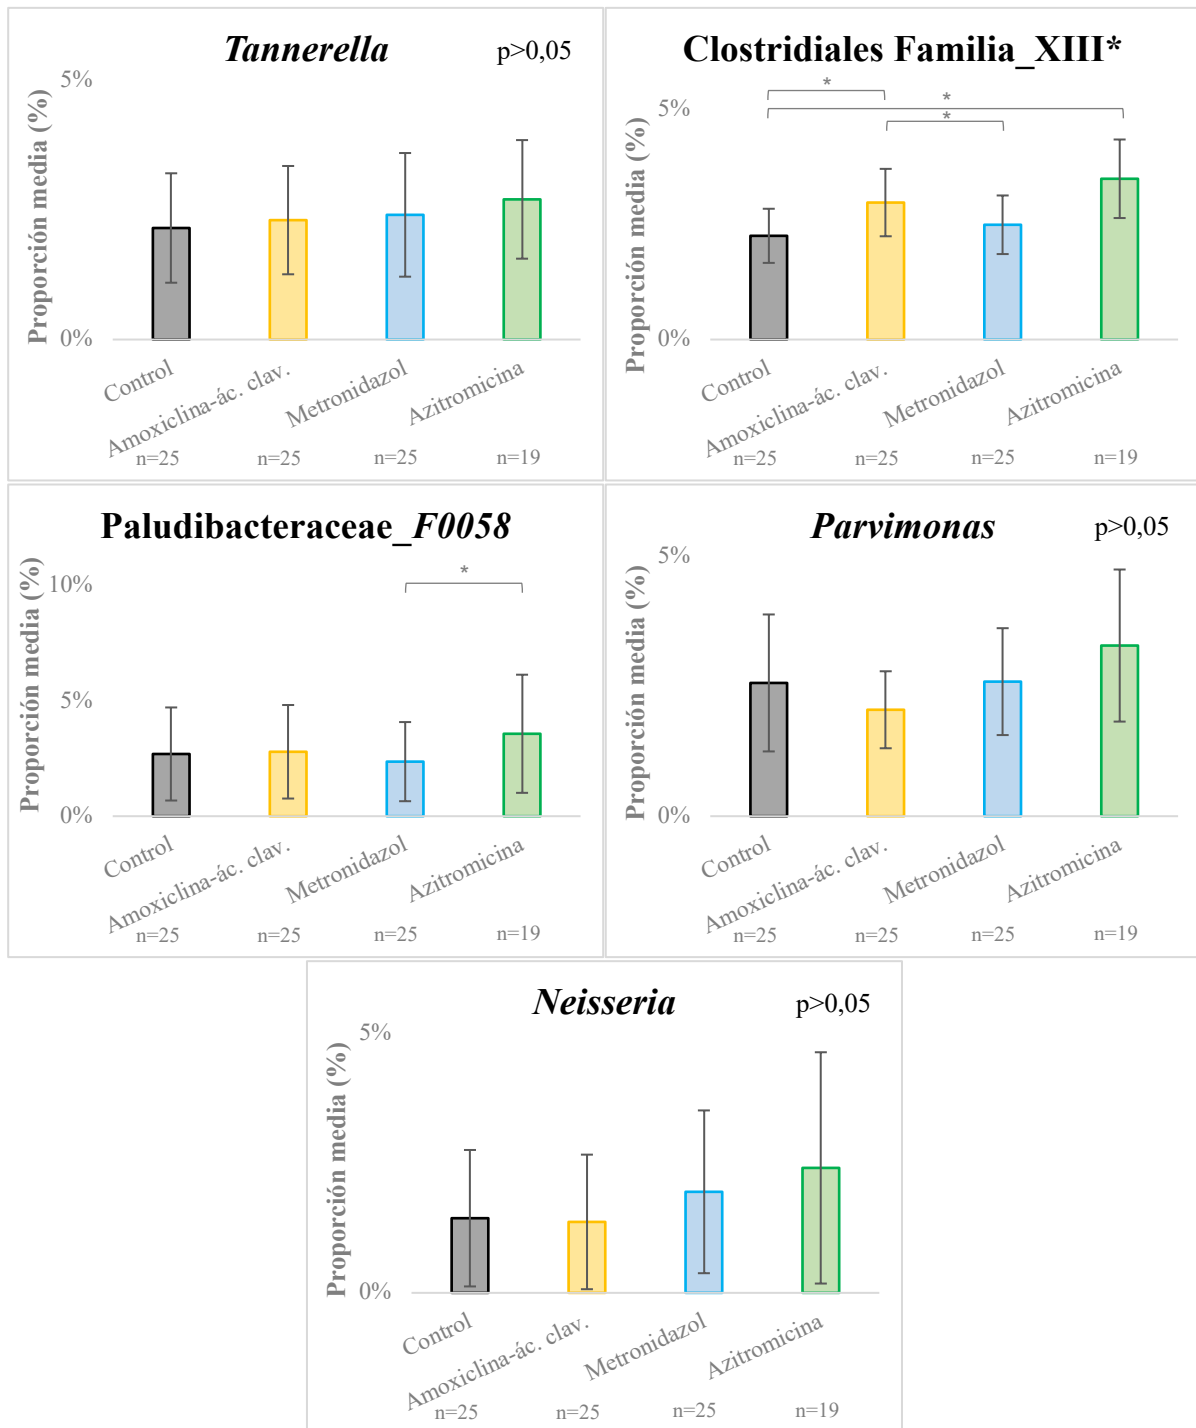 Tannerella
p>0,05
5%
Proporción media (%)
0%
Control
Amoxiclina-ác. clav.
Metronidazol
Azitromicina
n=25
n=25
n=25
n=19
Clostridiales Familia_XIII*
*
*
*
5%
Proporción media (%)
0%
Control
Amoxiclina-ác. clav.
Metronidazol
Azitromicina
n=25
n=25
n=25
n=19
Paludibacteraceae_F0058
*
10%
5%
Proporción media (%)
0%
Control
Amoxiclina-ác. clav.
Metronidazol
Azitromicina
n=25
n=25
n=25
n=19
Parvimonas
p>0,05
5%
Proporción media (%)
0%
Control
Amoxiclina-ác. clav.
Metronidazol
Azitromicina
n=25
n=25
n=25
n=19
Neisseria
p>0,05
5%
Proporción media (%)
0%
Control
Amoxiclina-ác. clav.
Metronidazol
Azitromicina
n=25
n=25
n=25
n=19